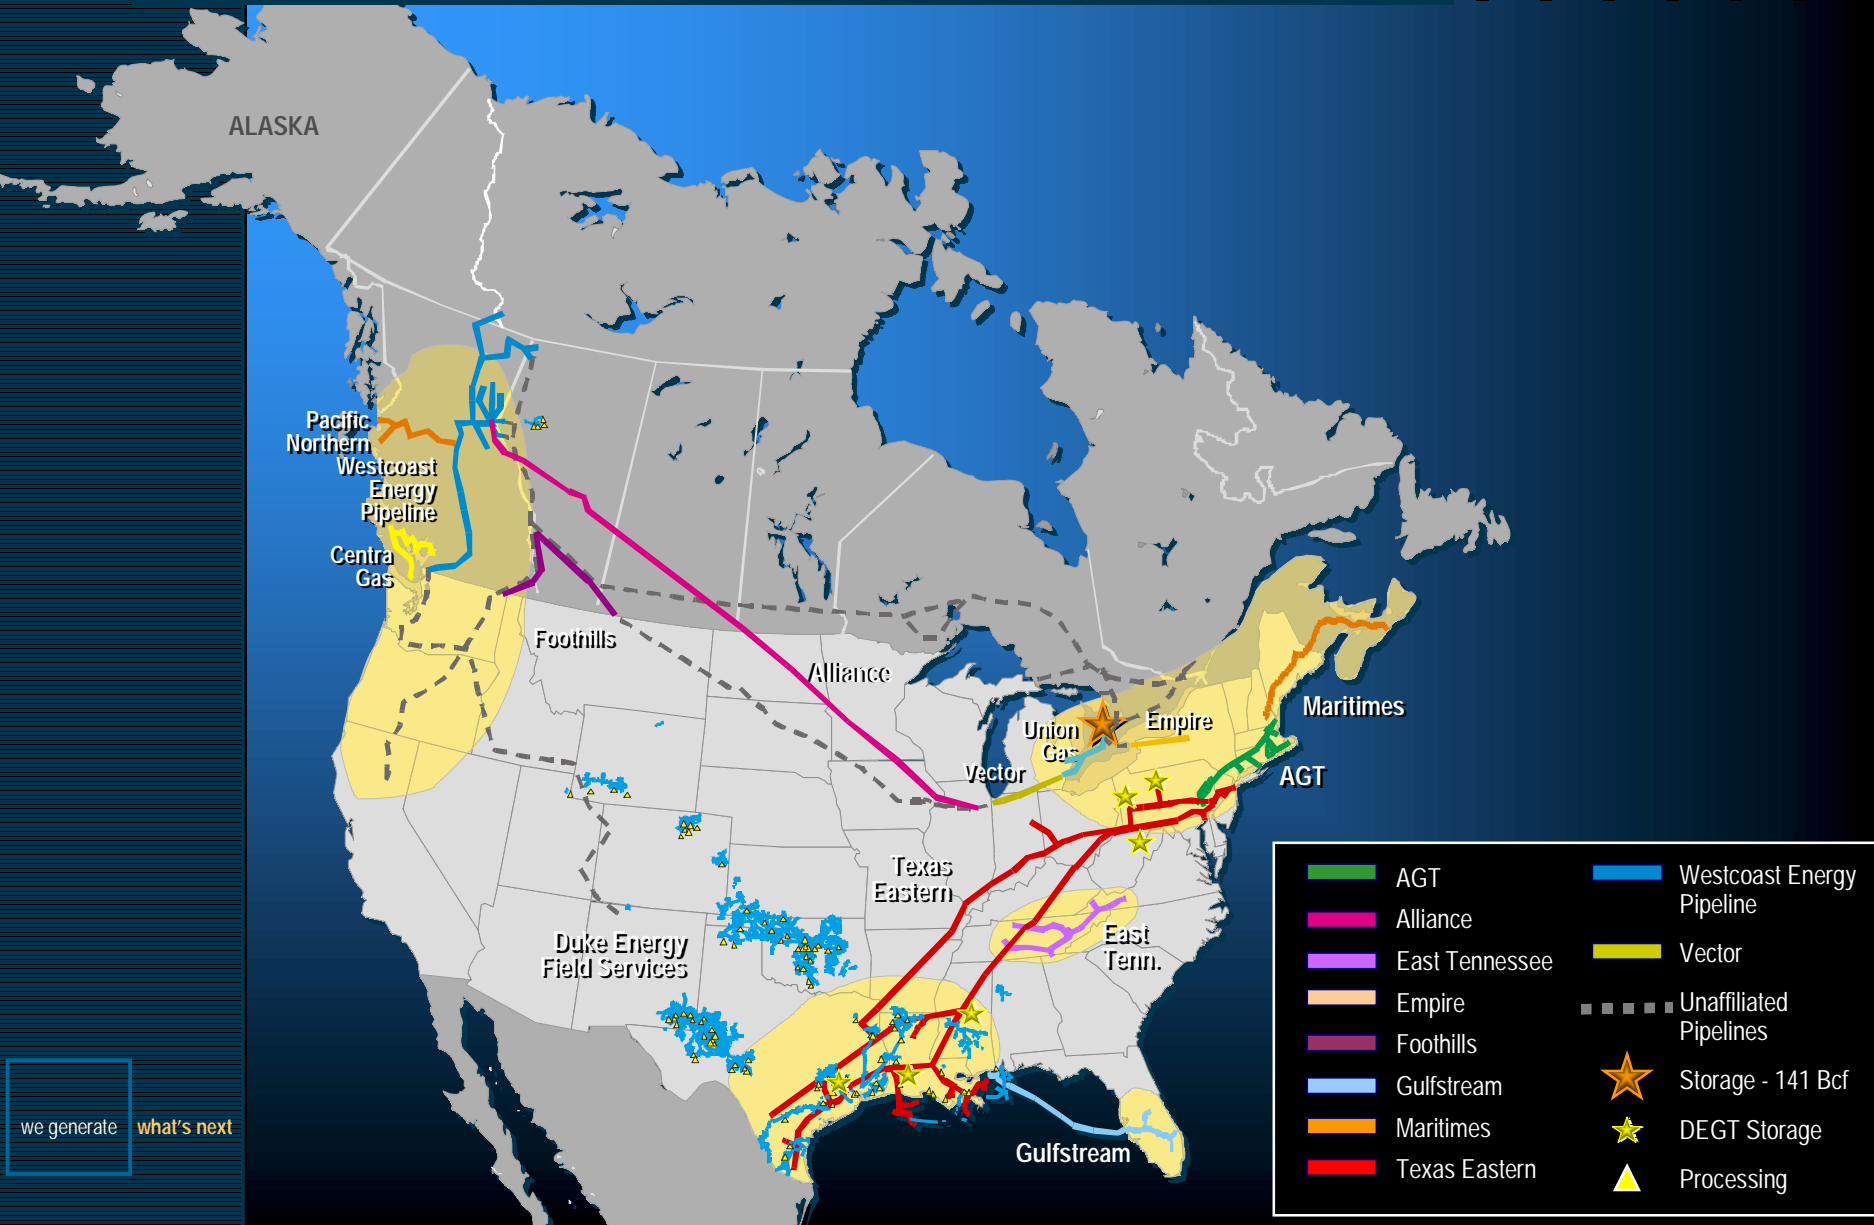 ALASKA
Pacific
Northern
Westcoast
Energy
Pipeline
Centra
Gas
Foothills
Alliance
Union
Gas
Empire
Maritimes
Vector
AGT
Texas
Eastern
East
Tenn.
Duke Energy
Field Services
Gulfstream
we generate what's next
AGT
Alliance
East Tennessee
Empire
Foothills
Gulfstream
Maritimes
Texas Eastern
Westcoast Energy
Pipeline
Vector
Unaffiliated
Pipelines
Storage - 141 Bcf
DEGT Storage
Processing